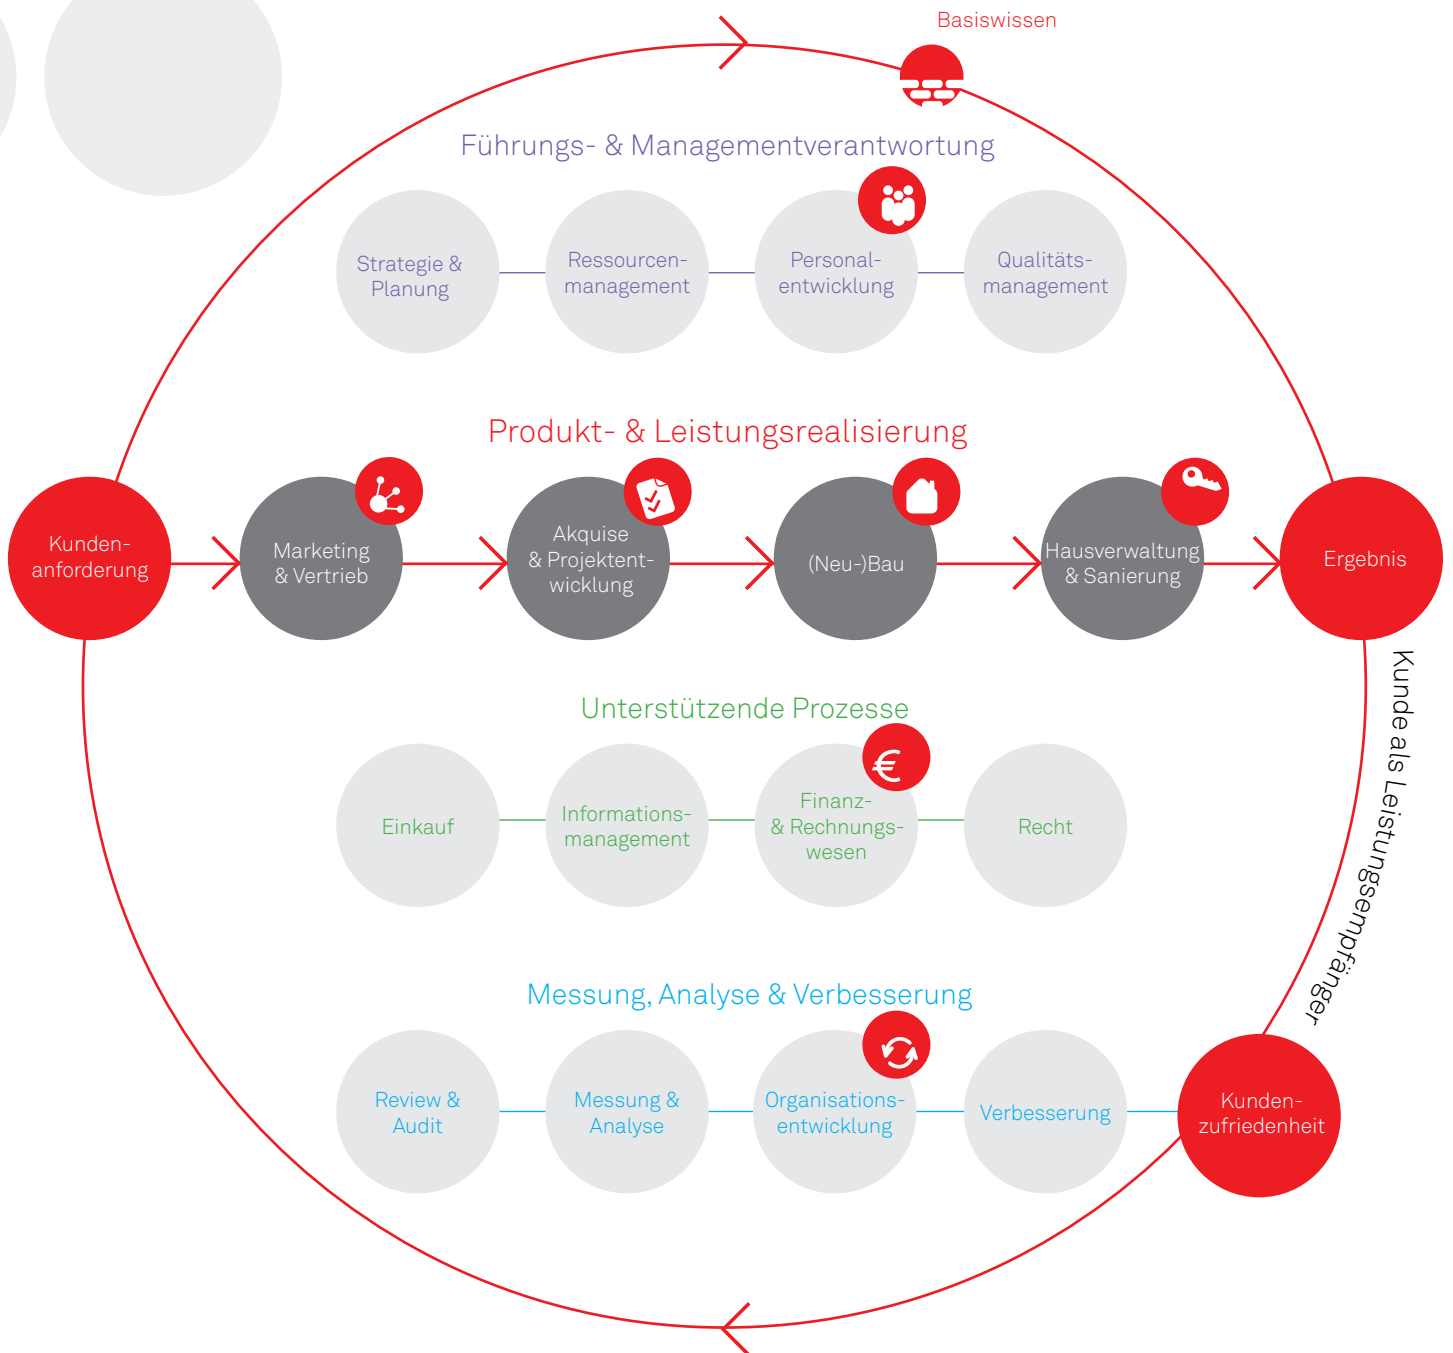 Basiswissen
Führungs- & Managementverantwortung
Strategie &
Planung
Ressourcen-
management
Personal-
entwicklung
Qualitäts-
management
Produkt- & Leistungsrealisierung
Kunden-
anforderung
Marketing
& Vertrieb
Akquise
& Projektent-
wicklung
(Neu-)Bau
Hausverwaltung
& Sanierung
Ergebnis
Kunde als Leistungsempfänger
Unterstützende Prozesse
Einkauf
Informations-
management
€
Finanz-
& Rechnungs-
wesen
Recht
Messung, Analyse & Verbesserung
Review &
Audit
Messung &
Analyse
Organisations-
entwicklung
Verbesserung
Kunden-
zufriedenheit